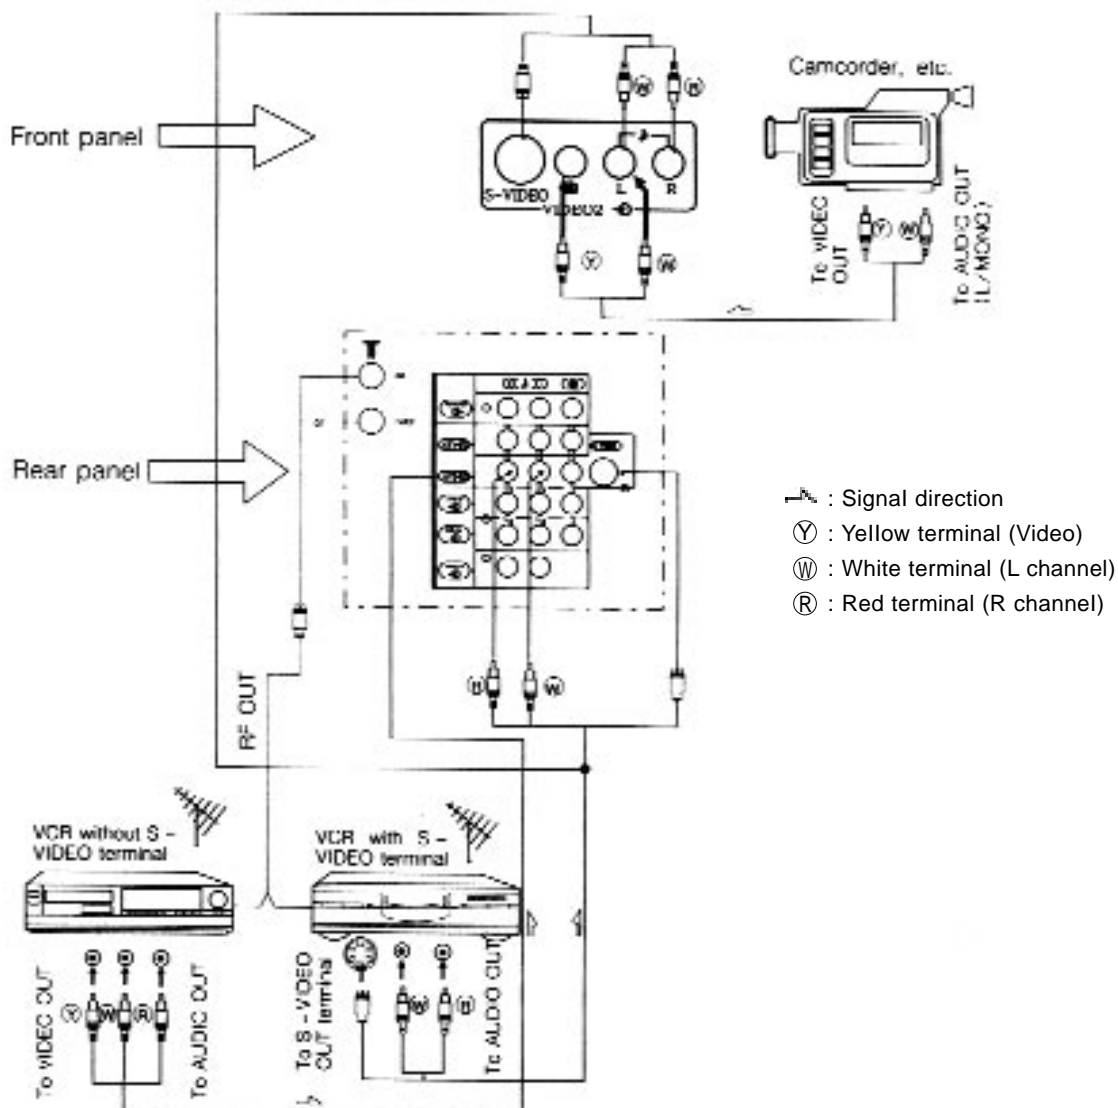 Camcorder, etc.
Front panel
Ⓦ
Ⓡ
S-VIDEO
L
R
VIDEO2
Ⓨ
Ⓦ
Ⓨ
Ⓦ
To VIDEO
OUT
To AUDIO OUT
(L/MONO)
Rear panel
: Signal direction
Ⓨ : Yellow terminal (Video)
Ⓦ : White terminal (L channel)
Ⓡ : Red terminal (R channel)
Ⓡ
Ⓦ
RF OUT
VCR without S -
VIDEO terminal
VCR with S -
VIDEO terminal
To VIDEO OUT
Ⓨ
Ⓦ
Ⓡ
To AUDIO OUT
To S - VIDEO
OUT terminal
Ⓦ
Ⓡ
To AUDIO OUT